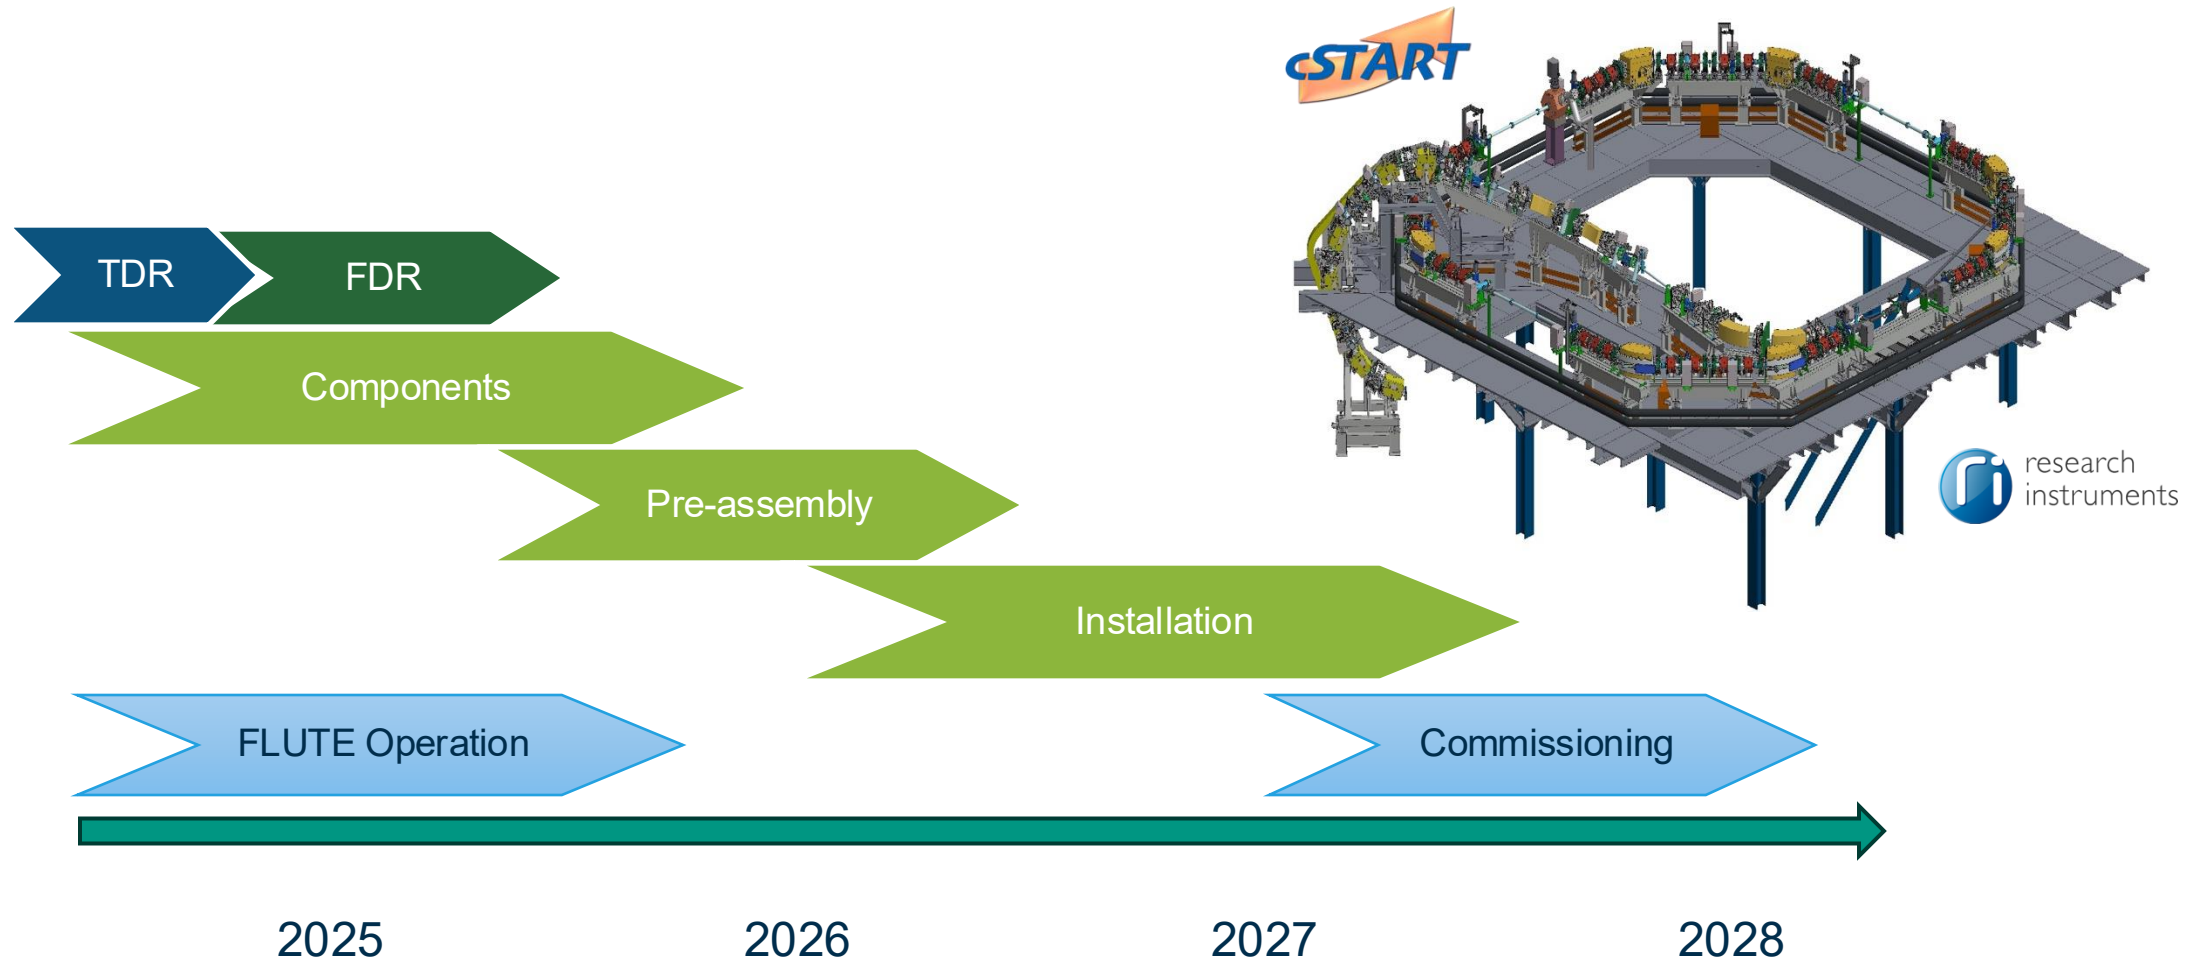 cSTART
TDR
FDR
Components
Pre-assembly
research
instruments
Installation
FLUTE Operation
Commissioning
2025
2026
2027
2028